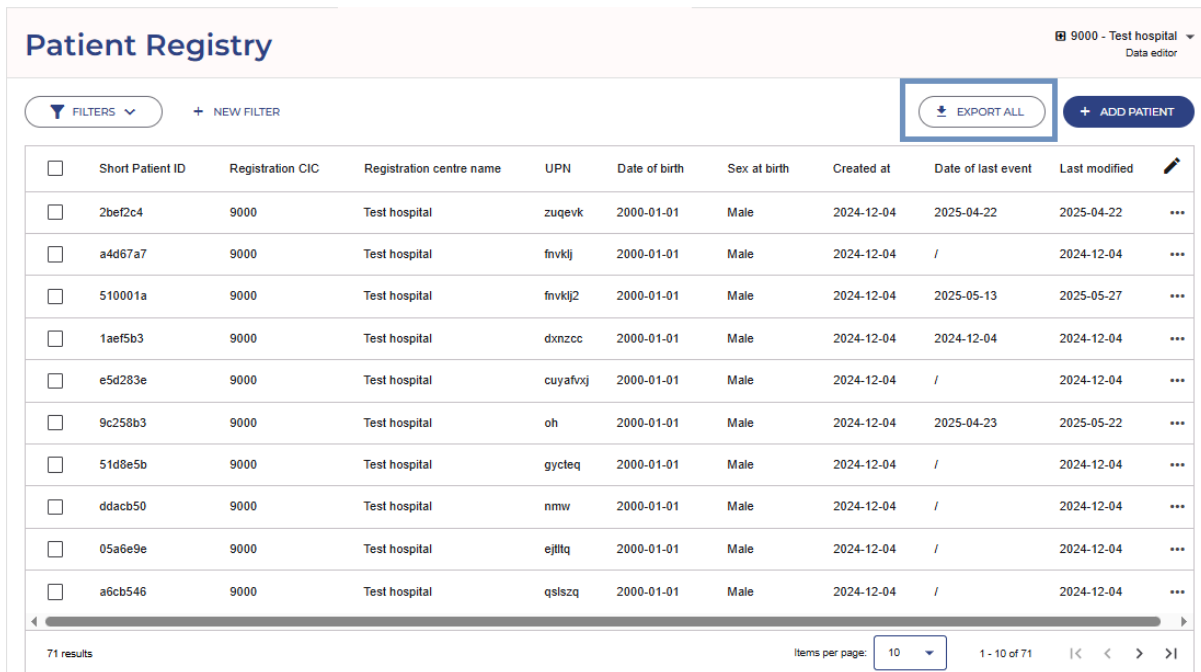 Patient Registry
9000 - Test hospital
Data editor
FILTERS
+ NEW FILTER
EXPORT ALL
+ ADD PATIENT
Short Patient ID Registration CIC Registration centre name UPN Date of birth Sex at birth Created at Date of last event Last modified
2bef2c4 9000 Test hospital zuqevk 2000-01-01 Male 2024-12-04 2025-04-22 2025-04-22 ...
a4d67a7 9000 Test hospital fnvklj 2000-01-01 Male 2024-12-04 / 2024-12-04 ...
510001a 9000 Test hospital fnvklj2 2000-01-01 Male 2024-12-04 2025-05-13 2025-05-27 ...
1aef5b3 9000 Test hospital dxnzcc 2000-01-01 Male 2024-12-04 2024-12-04 2024-12-04 ...
e5d283e 9000 Test hospital cuyafvxj 2000-01-01 Male 2024-12-04 / 2024-12-04 ...
9c258b3 9000 Test hospital oh 2000-01-01 Male 2024-12-04 2025-04-23 2025-05-22 ...
51d8e5b 9000 Test hospital gycteq 2000-01-01 Male 2024-12-04 / 2024-12-04 ...
ddacb50 9000 Test hospital nmw 2000-01-01 Male 2024-12-04 / 2024-12-04 ...
05a6e9e 9000 Test hospital ejtltq 2000-01-01 Male 2024-12-04 / 2024-12-04 ...
a6cb546 9000 Test hospital qslszq 2000-01-01 Male 2024-12-04 / 2024-12-04 ...
71 results Items per page: 10 1 - 10 of 71